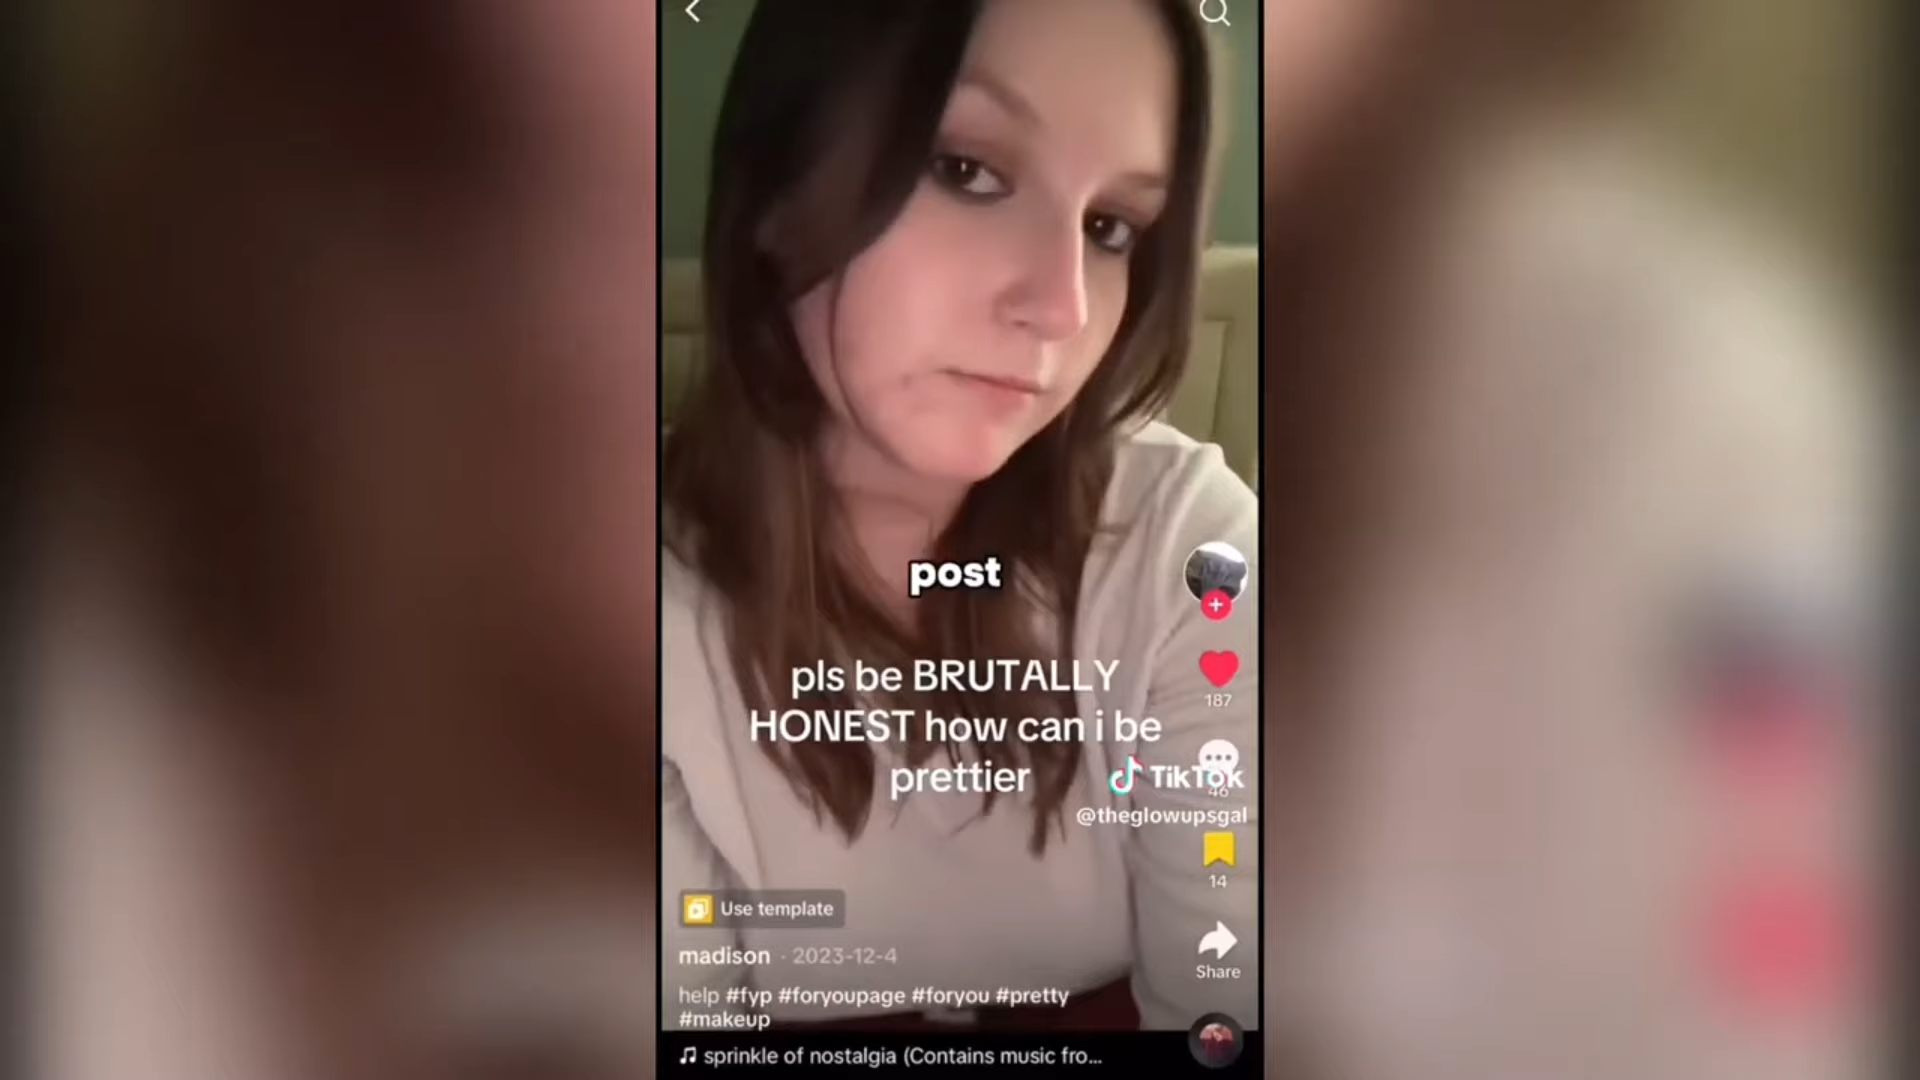 post
pls be BRUTALLY
HONEST how can i be
prettier
187
TikTok
46
@theglowupsgal
14
Use template
madison · 2023-12-4
Share
help #fyp #foryoupage #foryou #pretty
#makeup
sprinkle of nostalgia (Contains music fro...